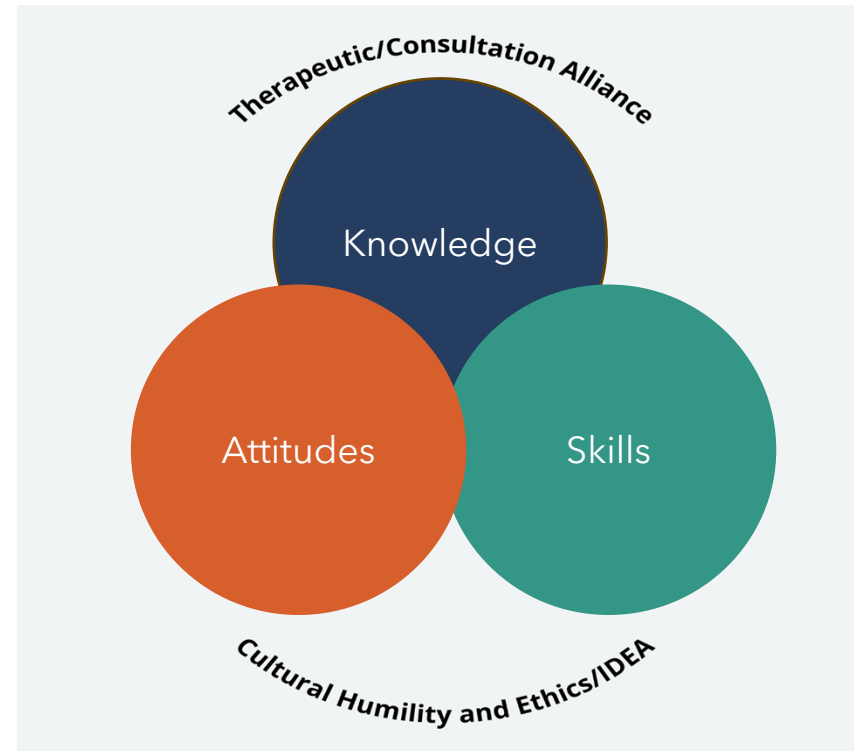 Therapeutic/Consultation Alliance
Knowledge
Attitudes
Skills
Cultural Humility and Ethics/IDEA